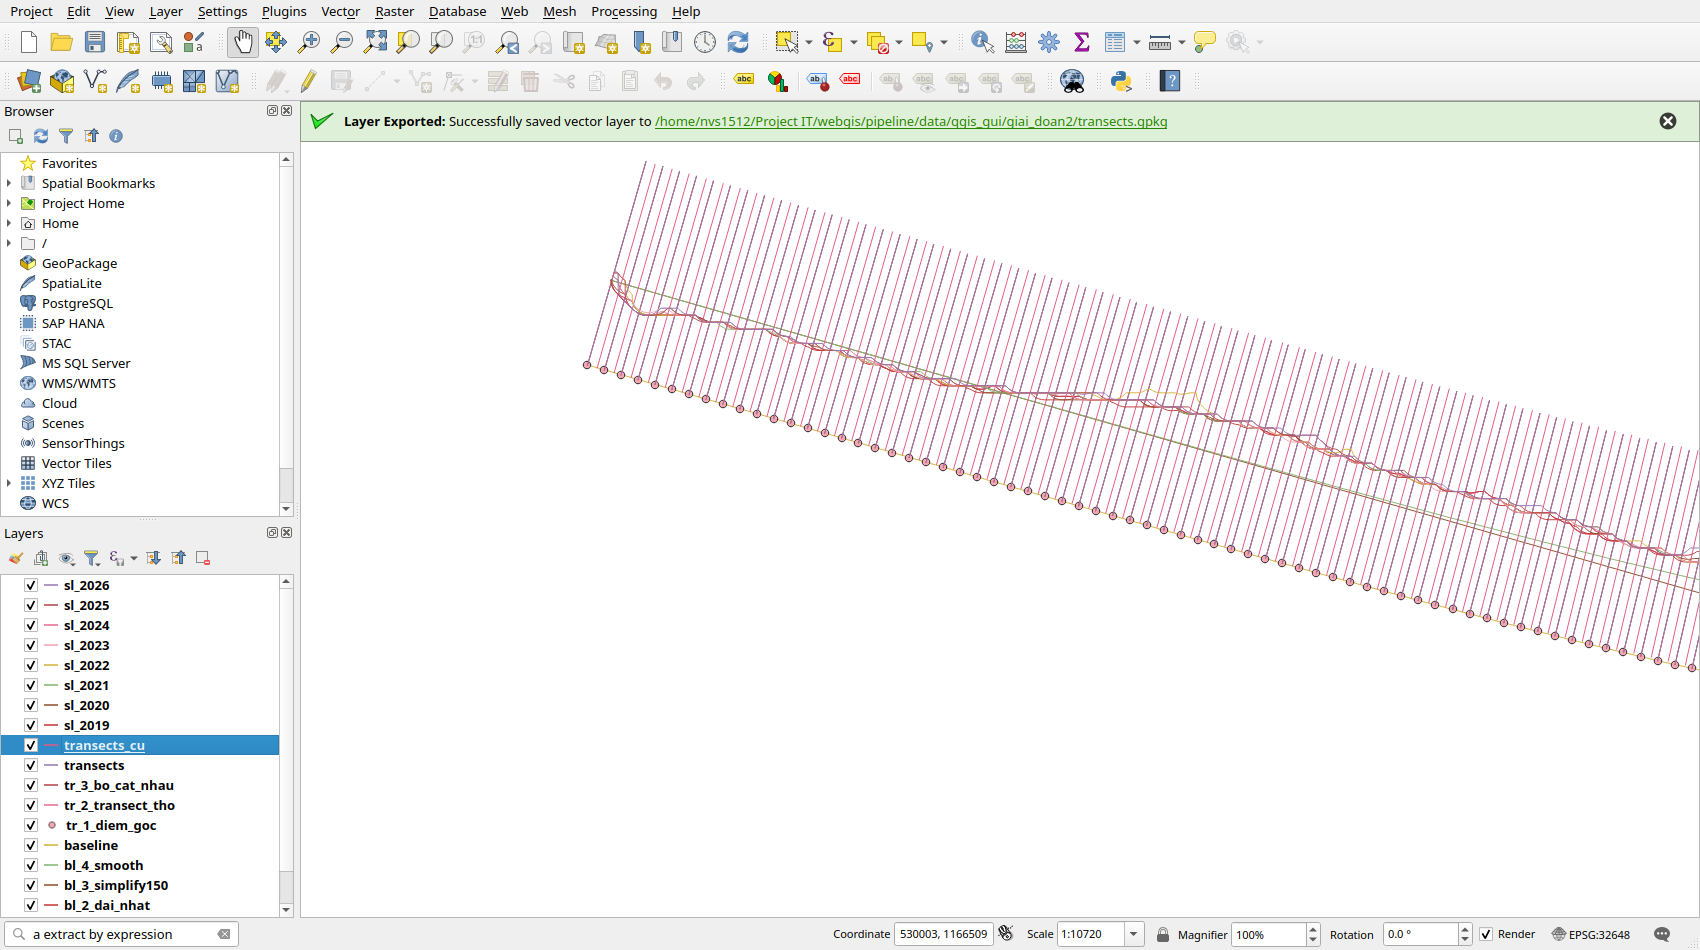 Project Edit View Layer Settings Plugins Vector Raster Database Web Mesh Processing Help
Browser
Favorites
Spatial Bookmarks
Project Home
Home
/
GeoPackage
SpatiaLite
PostgreSQL
SAP HANA
STAC
MS SQL Server
WMS/WMTS
Cloud
Scenes
SensorThings
Vector Tiles
XYZ Tiles
WCS
Layers
sl_2026
sl_2025
sl_2024
sl_2023
sl_2022
sl_2021
sl_2020
sl_2019
transects_cu
transects
tr_3_bo_cat_nhau
tr_2_transect_tho
tr_1_diem_goc
baseline
bl_4_smooth
bl_3_simplify150
bl_2_dai_nhat
Layer Exported: Successfully saved vector layer to /home/nvs1512/Project IT/webgis/pipeline/data/qgis_gui/giai_doan2/transects.gpkg
a extract by expression
Coordinate 530003, 1166509 Scale 1:10720 Magnifier 100% Rotation 0.0 ° Render EPSG:32648